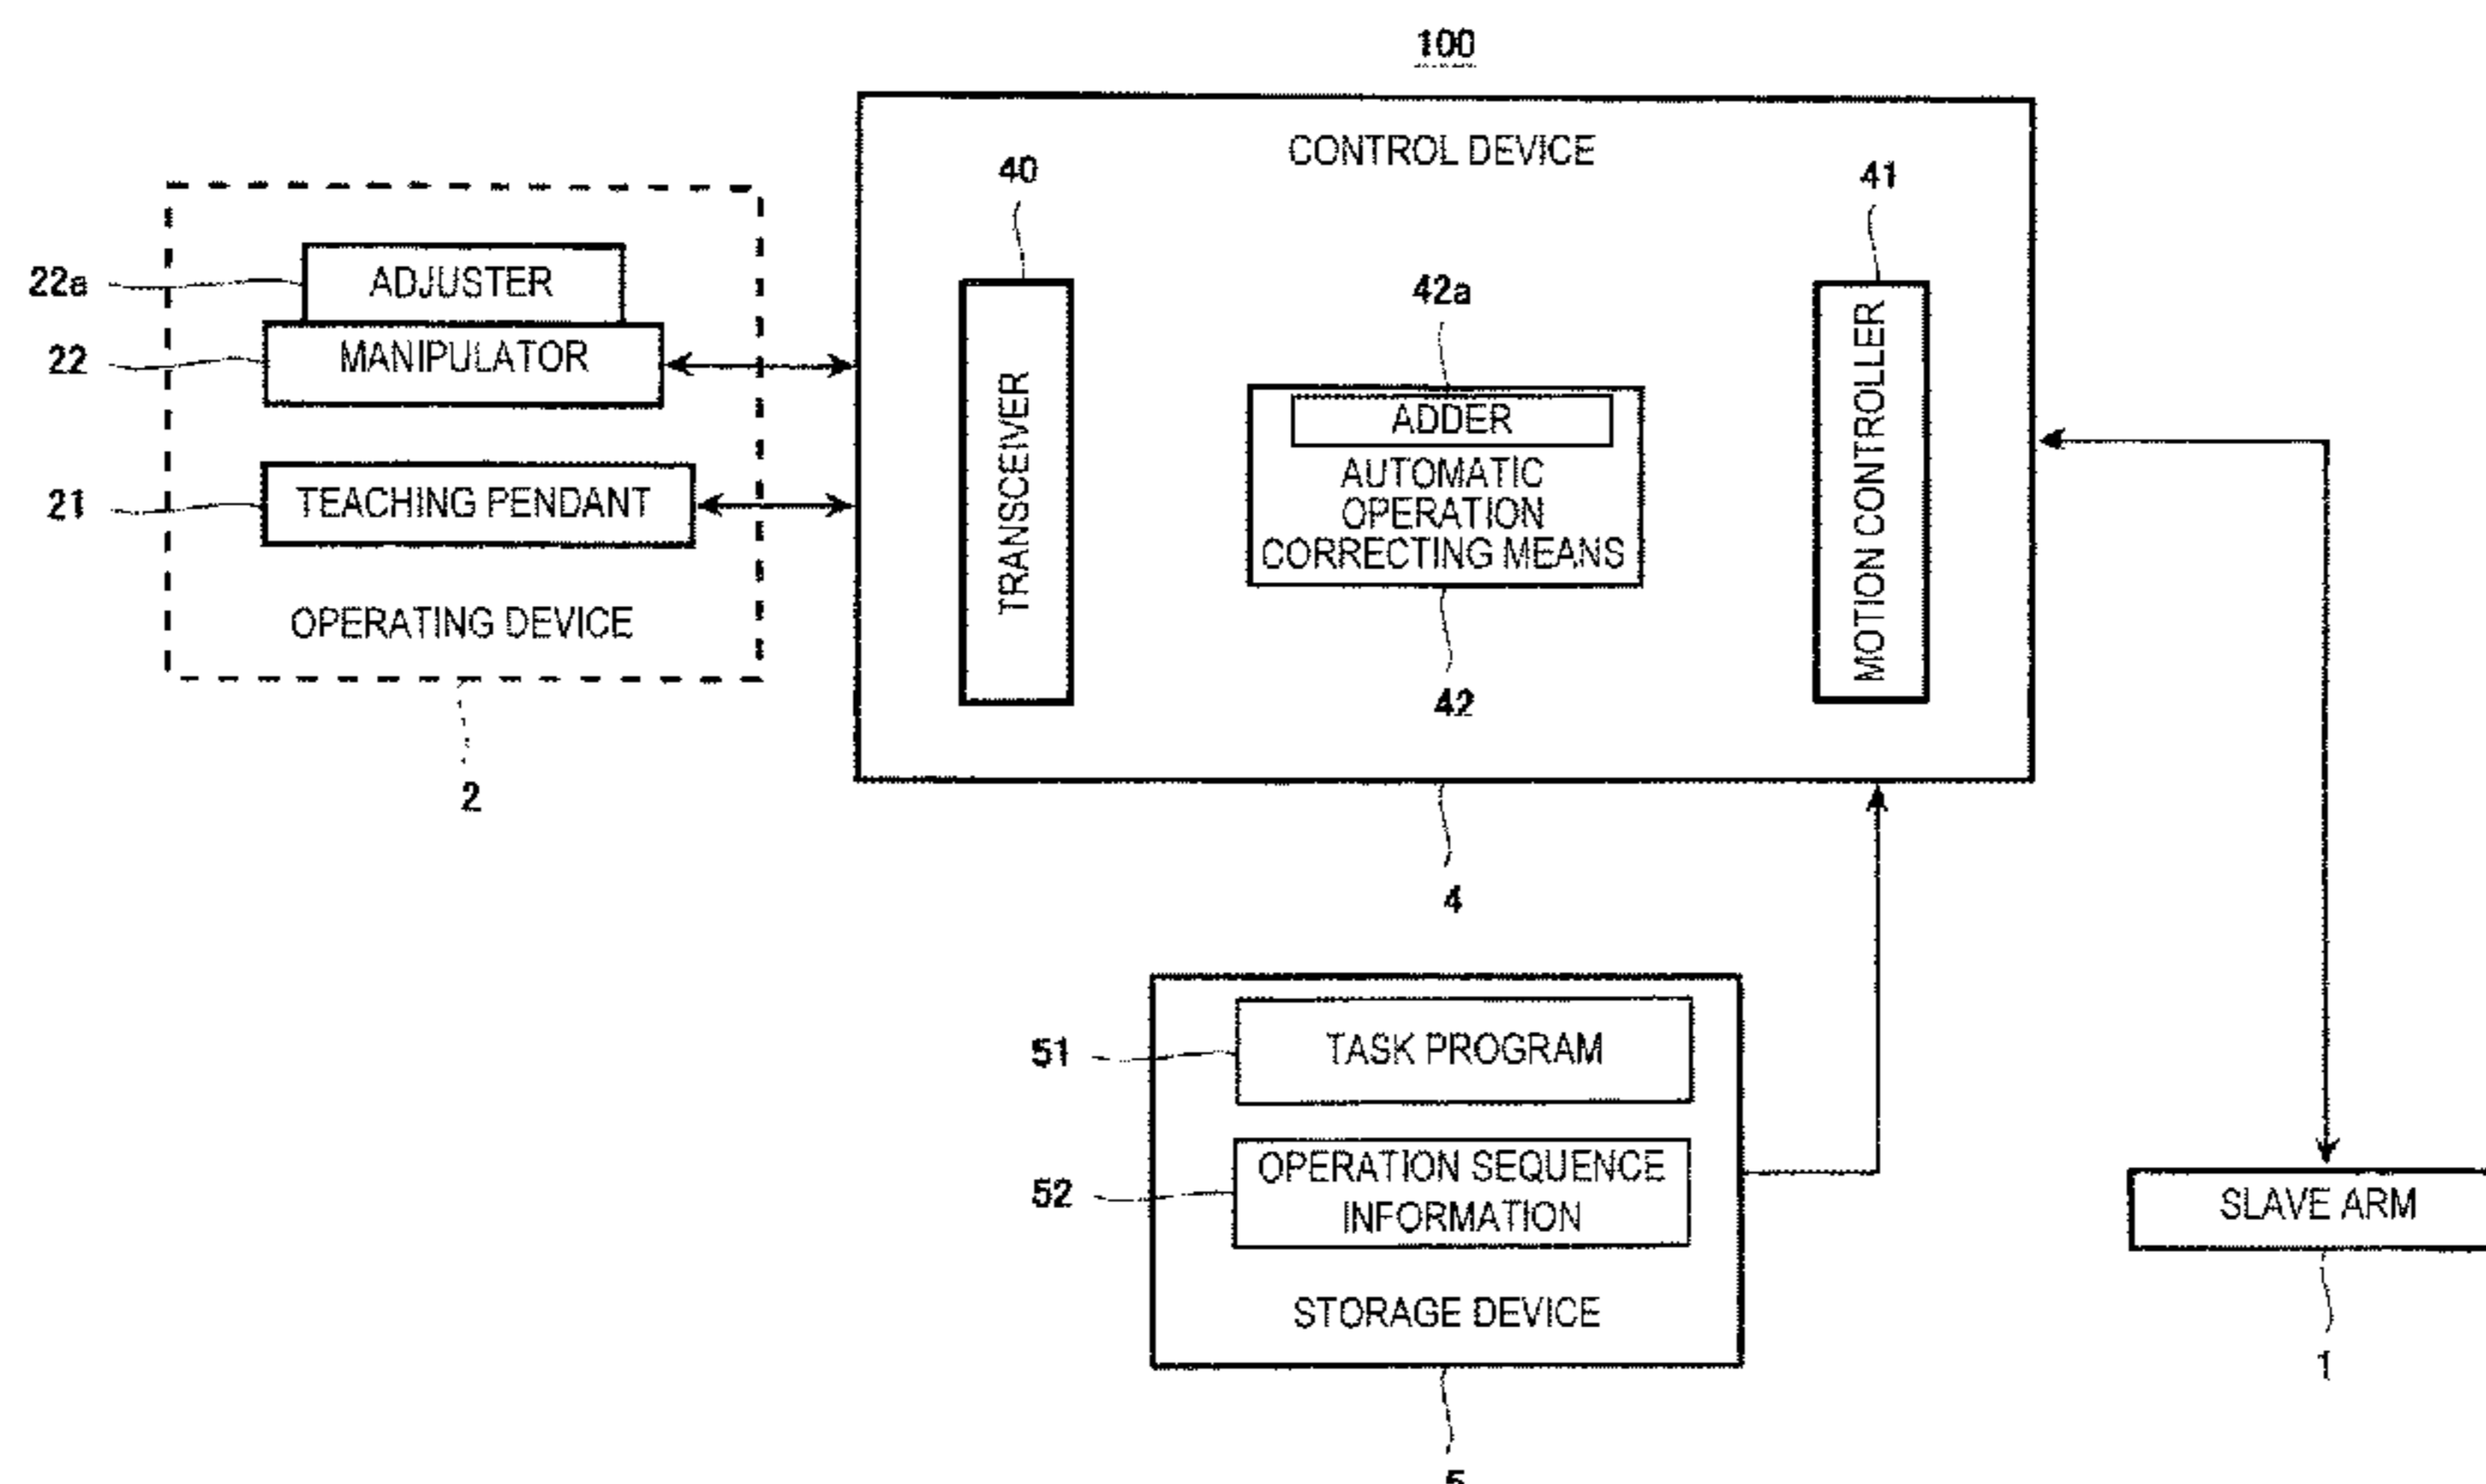 100
CONTROL DEVICE
40
41
22a
ADJUSTER
42a
22
MANIPULATOR
TRANSCEIVER
ADDER
MOTION CONTROLLER
21
TEACHING PENDANT
AUTOMATIC
OPERATION
CORRECTING MEANS
OPERATING DEVICE
42
2
4
51
TASK PROGRAM
52
OPERATION SEQUENCE
INFORMATION
SLAVE ARM
STORAGE DEVICE
1
5